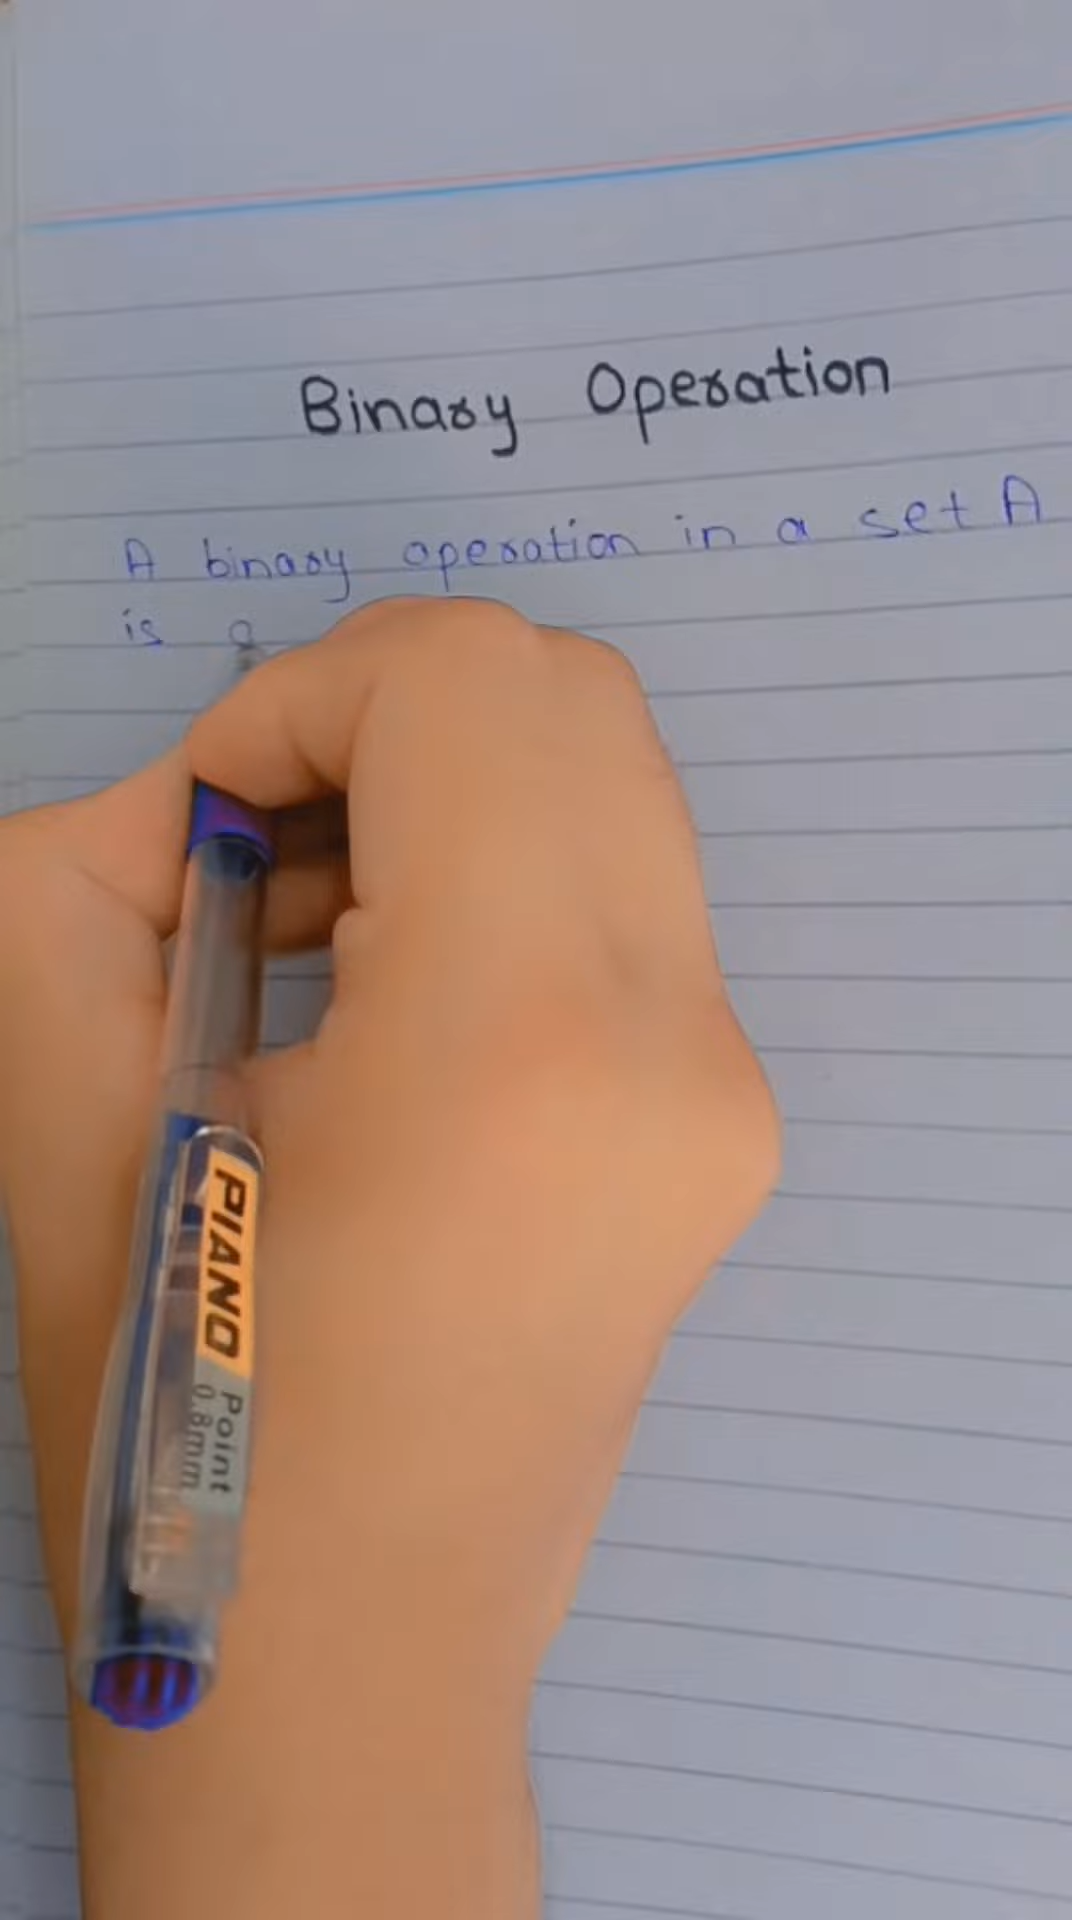 Binary Operation
A binary operation in a set A
is a
PIANO
Point
0.8mm